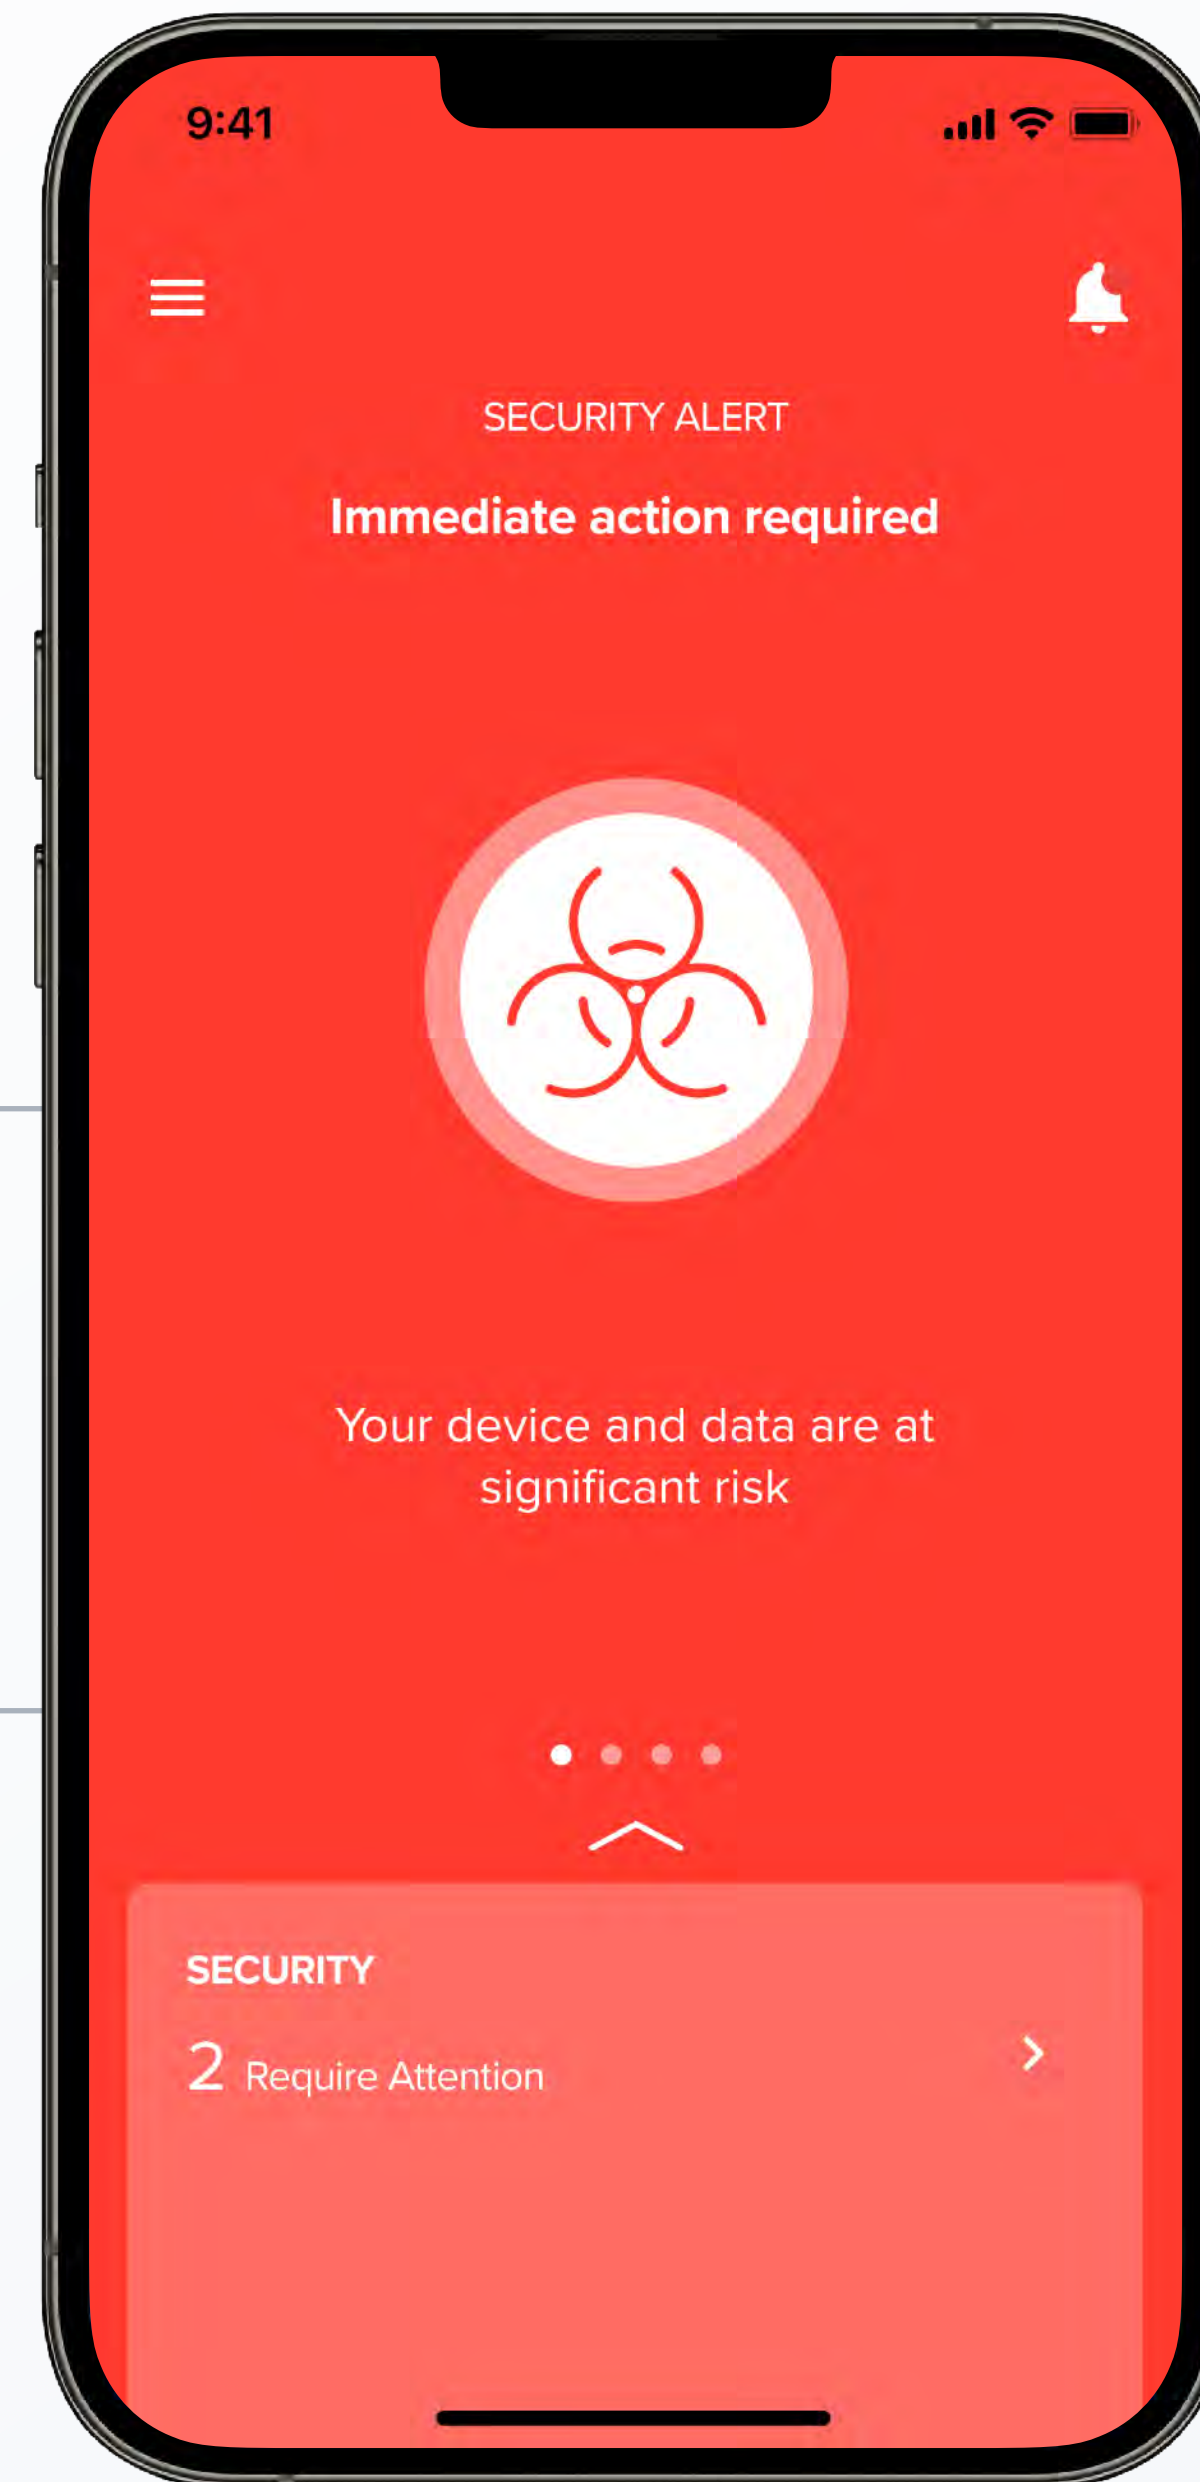 9:41
SECURITY ALERT
Immediate action required
Your device and data are at
significant risk
SECURITY
2 Require Attention